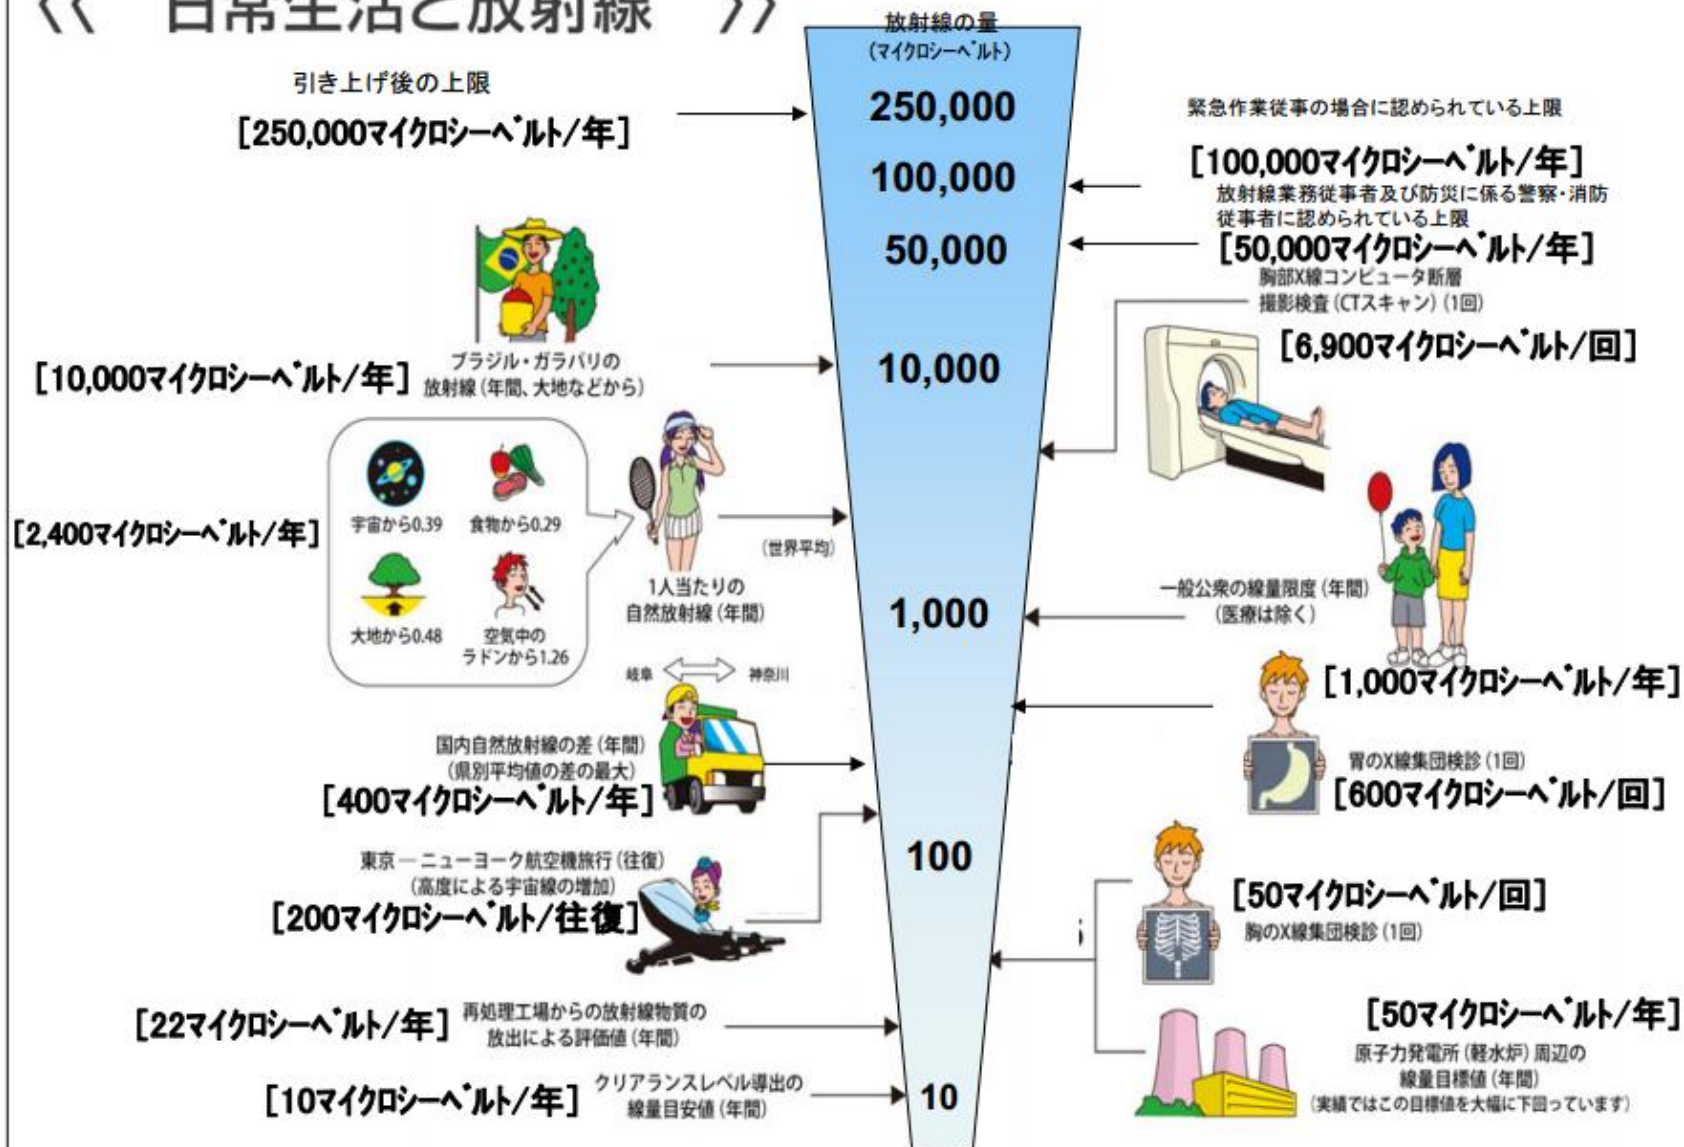 《 日常生活と放射線 》
放射線の量
(マイクロシーベルト)
引き上げ後の上限
[250,000マイクロシーベルト/年]
250,000
緊急作業従事の場合に認められている上限
[100,000マイクロシーベルト/年]
100,000
放射線業務従事者及び防災に係る警察・消防
従事者に認められている上限
[50,000マイクロシーベルト/年]
50,000
胸部X線コンピュータ断層
撮影検査(CTスキャン)(1回)
[6,900マイクロシーベルト/回]
[10,000マイクロシーベルト/年]
ブラジル・ガラパリの
放射線(年間、大地などから)
10,000
[2,400マイクロシーベルト/年]
宇宙から0.39
食物から0.29
大地から0.48
空気中の
ラドンから1.26
1人当たりの
自然放射線(年間)
(世界平均)
一般公衆の線量限度(年間)
(医療は除く)
[1,000マイクロシーベルト/年]
1,000
岐阜
神奈川
国内自然放射線の差(年間)
(県別平均値の差の最大)
[400マイクロシーベルト/年]
胃のX線集団検診(1回)
[600マイクロシーベルト/回]
100
東京―ニューヨーク航空機旅行(往復)
(高度による宇宙線の増加)
[200マイクロシーベルト/往復]
[50マイクロシーベルト/回]
胸のX線集団検診(1回)
[22マイクロシーベルト/年]
再処理工場からの放射線物質の
放出による評価値(年間)
[50マイクロシーベルト/年]
原子力発電所(軽水炉)周辺の
線量目標値(年間)
(実績ではこの目標値を大幅に下回っています)
[10マイクロシーベルト/年]
クリアランスレベル導出の
線量目安値(年間)
10